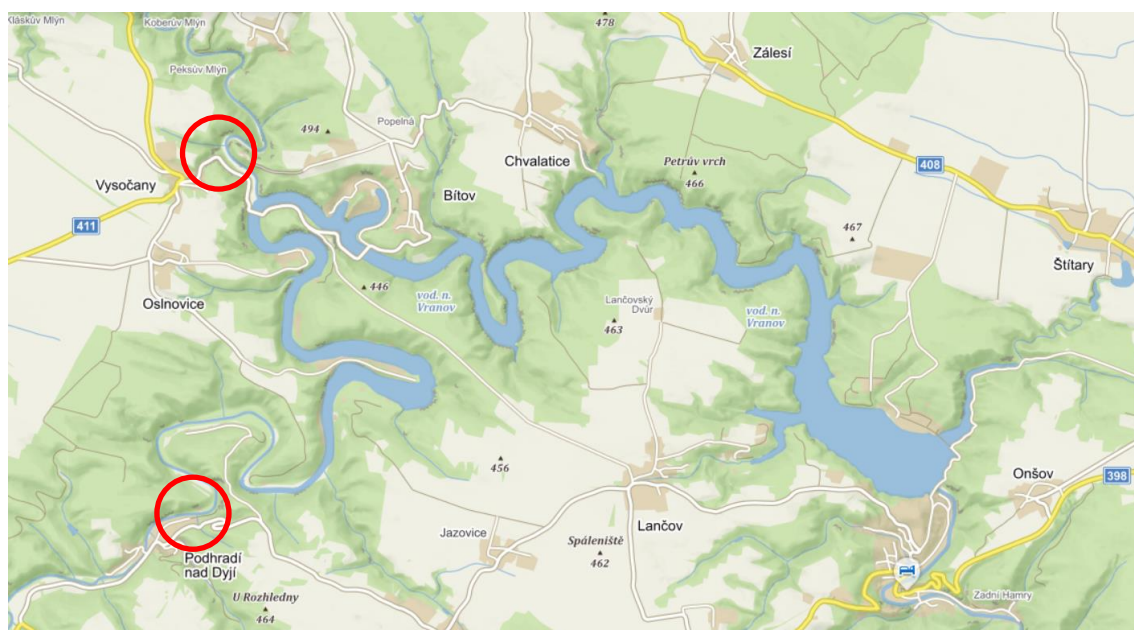 Kláskův Mlýn
Koberův Mlýn
478
Zálesí
Peksův Mlýn
Popelná
494
Chvalatice
Petrův vrch
466
408
Vysočany
Bítov
411
467
Štítary
Oslnovice
446
vod. n.
Vranov
Lančovský
Dvůr
463
vod. n.
Vranov
456
Onšov
398
Lančov
Jazovice
Spáleniště
462
Podhradí
nad Dyjí
U Rozhledny
464
Zadní Hamry